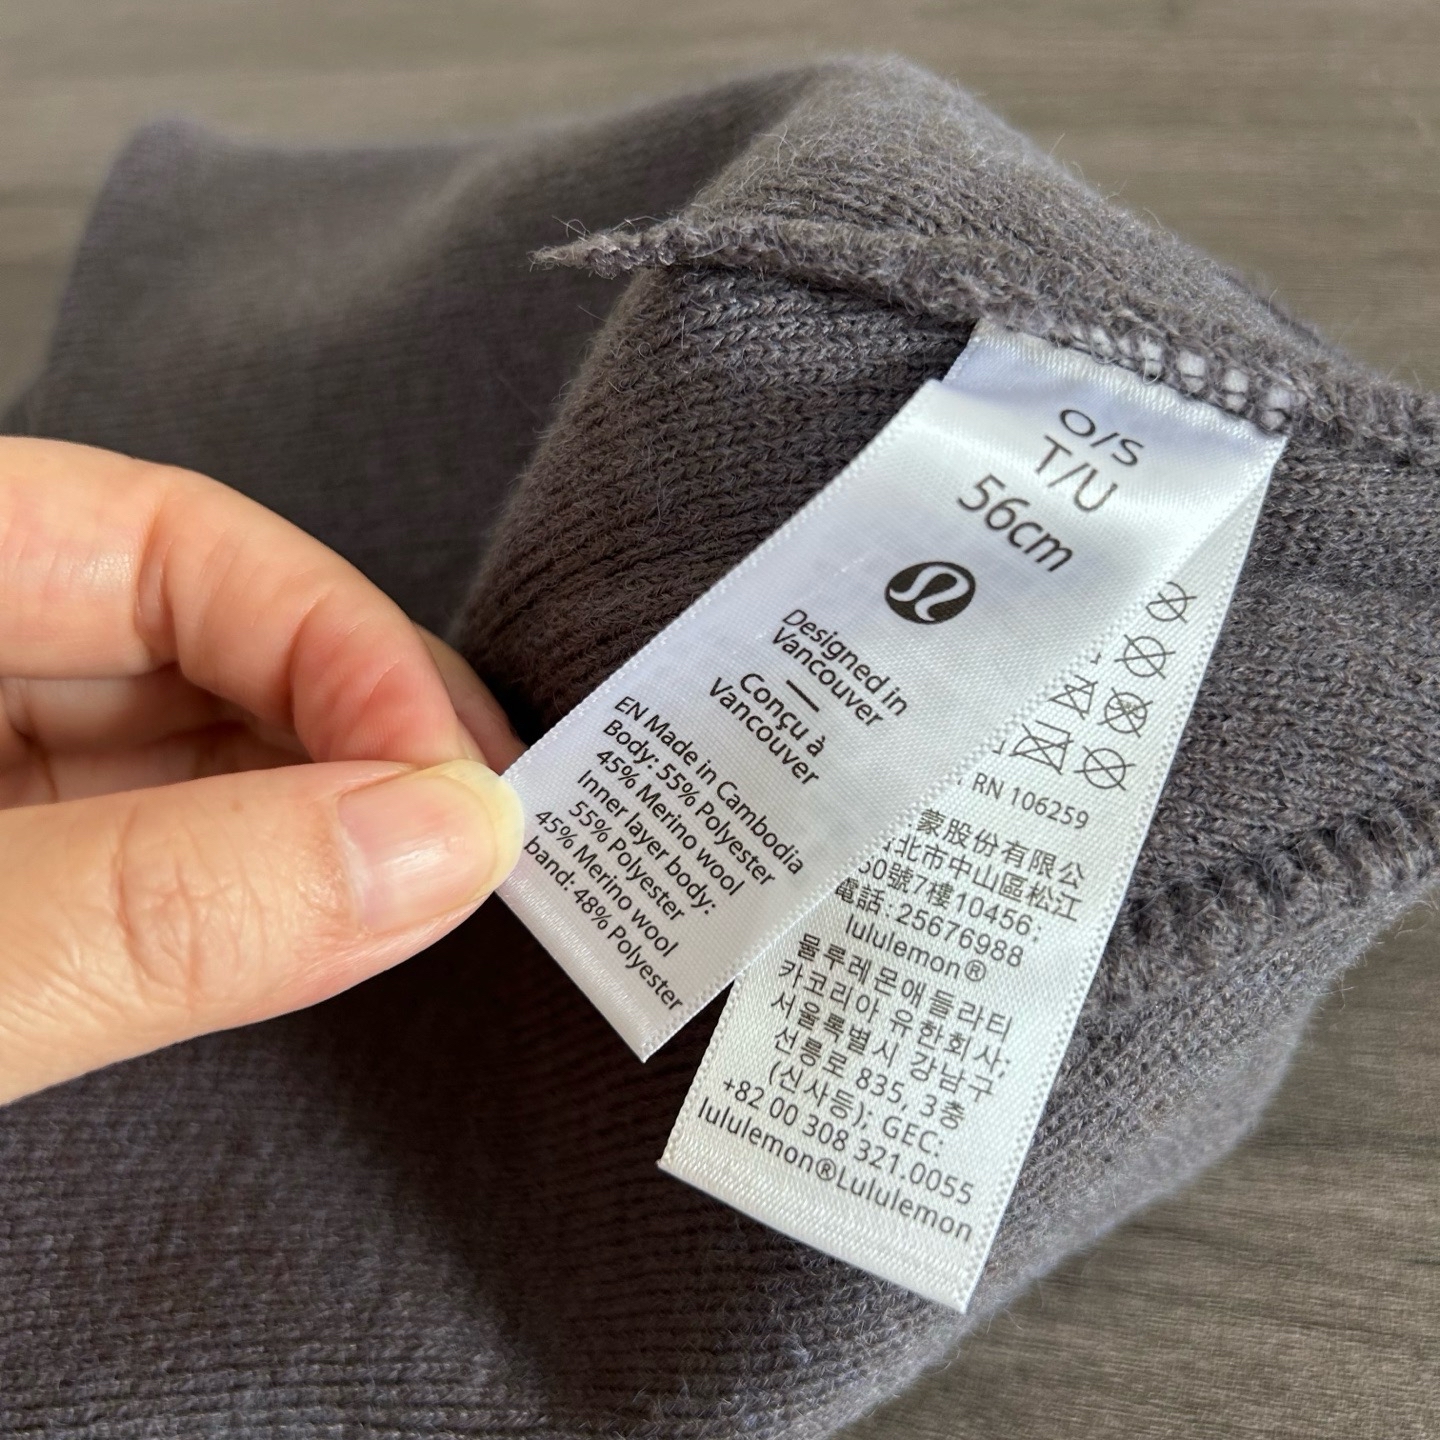 O/S
T/U
56cm
Designed in
Vancouver
—
Conçu à
Vancouver
EN Made in Cambodia
Body: 55% Polyester
45% Merino wool
Inner layer body:
55% Polyester
45% Merino wool
band: 48% Polyester
RN 106259
蒙股份有限公
北市中山區松江
50號7樓10456;
電話: 25676988
lululemon®
룰루레몬애틀라티
카코리아 유한회사;
서울특별시 강남구
선릉로 835, 3층
(신사동); GEC:
+82 00 308 321.0055
lululemon®Lululemon